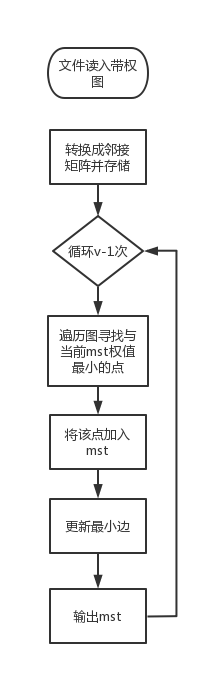 文件读入带权
图
转换成邻接
矩阵并存储
循环v-1次
遍历图寻找与
当前mst权值
最小的点
将该点加入
mst
更新最小边
输出mst